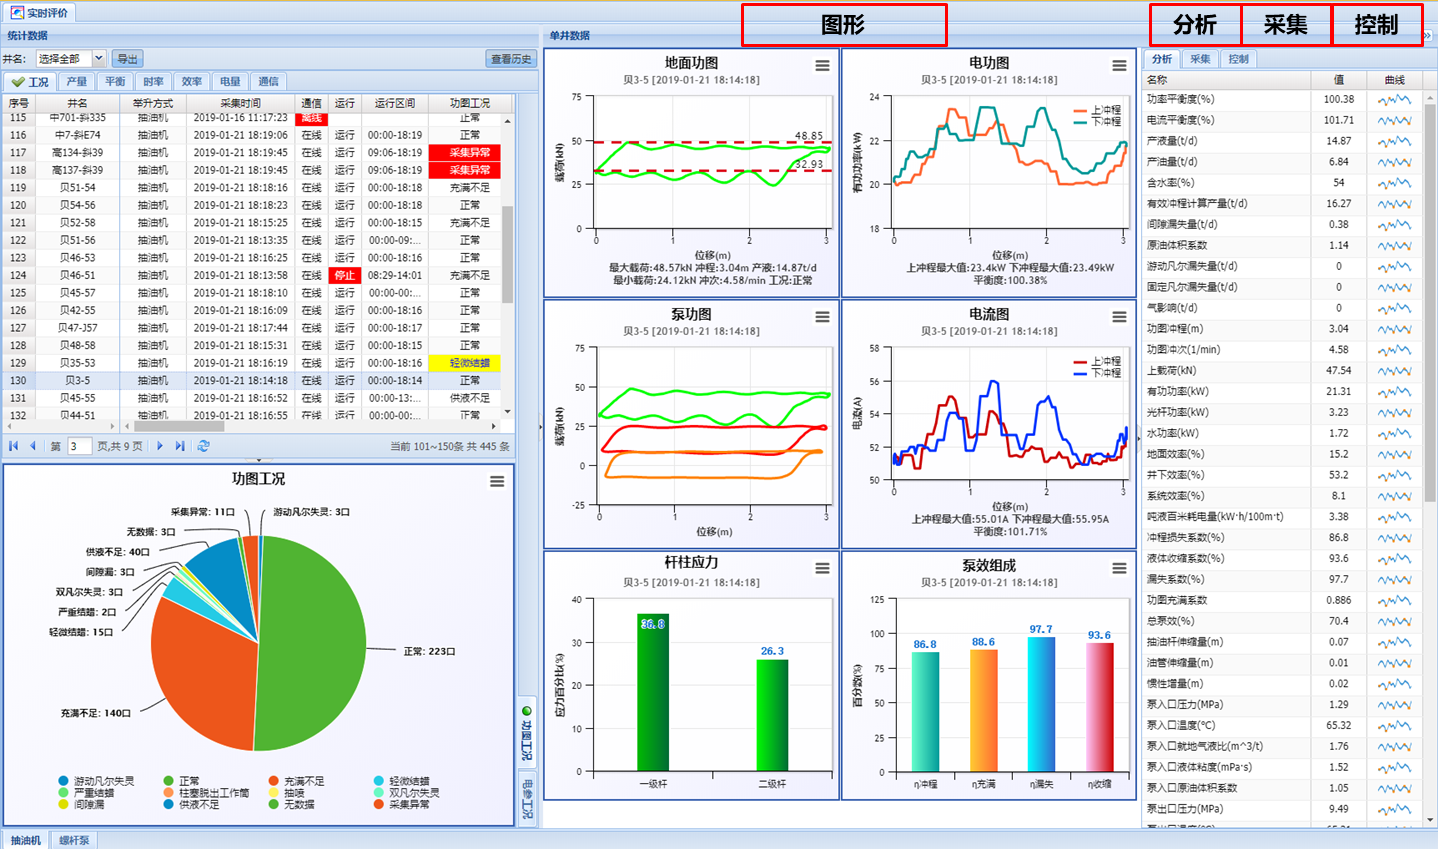 实时评价
图形
分析 采集 控制
统计数据
单井数据
井名: 选择全部 导出 查看历史
工况 产量 平衡 时率 效率 电量 通信
序号 井名 举升方式 采集时间 通信 运行 运行区间 功图工况
115 中701-斜335 抽油机 2019-01-16 11:17:23 离线 正常
116 中7-斜E74 抽油机 2019-01-21 18:19:06 在线 运行 00:00-18:19 正常
117 高134-斜39 抽油机 2019-01-21 18:19:45 在线 运行 09:06-18:19 采集异常
118 高137-斜39 抽油机 2019-01-21 18:19:45 在线 运行 09:06-18:19 采集异常
119 贝51-54 抽油机 2019-01-21 18:18:16 在线 运行 00:00-18:18 充满不足
120 贝54-56 抽油机 2019-01-21 18:18:23 在线 运行 00:00-18:18 正常
121 贝52-58 抽油机 2019-01-21 18:15:25 在线 运行 00:00-18:15 充满不足
122 贝51-56 抽油机 2019-01-21 18:13:35 在线 运行 00:00-09:... 正常
123 贝46-53 抽油机 2019-01-21 18:16:25 在线 运行 00:00-18:16 正常
124 贝46-51 抽油机 2019-01-21 18:13:58 在线 停止 08:29-14:01 充满不足
125 贝45-57 抽油机 2019-01-21 18:18:10 在线 运行 00:00-00:... 正常
126 贝42-55 抽油机 2019-01-21 18:16:09 在线 运行 00:00-18:16 正常
127 贝47-J57 抽油机 2019-01-21 18:17:44 在线 运行 00:00-18:17 正常
128 贝48-58 抽油机 2019-01-21 18:15:31 在线 运行 00:00-18:15 正常
129 贝35-53 抽油机 2019-01-21 18:16:19 在线 运行 00:00-18:16 轻微结蜡
130 贝3-5 抽油机 2019-01-21 18:14:18 在线 运行 00:00-18:14 正常
131 贝45-55 抽油机 2019-01-21 18:16:52 在线 运行 00:00-13:... 供液不足
132 贝44-51 抽油机 2019-01-21 18:16:55 在线 运行 00:00-00:... 正常
第 3 页,共 9 页 当前 101~150条 共 445 条
功图工况
采集异常: 11口
游动凡尔失灵: 3口
无数据: 3口
供液不足: 40口
间隙漏: 3口
双凡尔失灵: 3口
严重结蜡: 2口
轻微结蜡: 15口
正常: 223口
充满不足: 140口
游动凡尔失灵 正常 充满不足 轻微结蜡
严重结蜡 柱塞脱出工作筒 抽喷 双凡尔失灵
间隙漏 供液不足 无数据 采集异常
功图工况
电参工况
抽油机 螺杆泵
地面功图
贝3-5 [2019-01-21 18:14:18]
载荷(kN)
75
50
25
0
48.85
32.93
0 1 2 3
位移(m)
最大载荷:48.57kN 冲程:3.04m 产液:14.87t/d
最小载荷:24.12kN 冲次:4.58/min 工况:正常
电功图
贝3-5 [2019-01-21 18:14:18]
有功功率(kW)
24
22
20
18
上冲程
下冲程
0 1 2 3
位移(m)
上冲程最大值:23.4kW 下冲程最大值:23.49kW
平衡度:100.38%
泵功图
贝3-5 [2019-01-21 18:14:18]
载荷(kN)
75
50
25
0
-25
0 1 2 3
位移(m)
电流图
贝3-5 [2019-01-21 18:14:18]
电流(A)
58
56
54
52
50
上冲程
下冲程
0 1 2 3
位移(m)
上冲程最大值:55.01A 下冲程最大值:55.95A
平衡度:101.71%
杆柱应力
贝3-5 [2019-01-21 18:14:18]
应力百分比(%)
40
30
20
10
0
36.8
26.3
一级杆 二级杆
泵效组成
贝3-5 [2019-01-21 18:14:18]
百分数(%)
125
100
75
50
25
0
86.8 88.6 97.7 93.6
η冲程 η充满 η漏失 η收缩
分析 采集 控制
名称 值 曲线
功率平衡度(%) 100.38
电流平衡度(%) 101.71
产液量(t/d) 14.87
产油量(t/d) 6.84
含水率(%) 54
有效冲程计算产量(t/d) 16.27
间隙漏失量(t/d) 0.38
原油体积系数 1.14
游动凡尔漏失量(t/d) 0
固定凡尔漏失量(t/d) 0
气影响(t/d) 0
功图冲程(m) 3.04
功图冲次(1/min) 4.58
上载荷(kN) 47.54
有功功率(kW) 21.31
光杆功率(kW) 3.23
水功率(kW) 1.72
地面效率(%) 15.2
井下效率(%) 53.2
系统效率(%) 8.1
吨液百米耗电量(kW·h/100m·t) 3.38
冲程损失系数(%) 86.8
液体收缩系数(%) 93.6
漏失系数(%) 97.7
功图充满系数 0.886
总泵效(%) 70.4
抽油杆伸缩量(m) 0.07
油管伸缩量(m) 0.01
惯性增量(m) 0.02
泵入口压力(MPa) 1.29
泵入口温度(℃) 65.32
泵入口就地气液比(m^3/t) 1.76
泵入口液体粘度(mPa·s) 1.52
泵入口原油体积系数 1.05
泵出口压力(MPa) 9.49